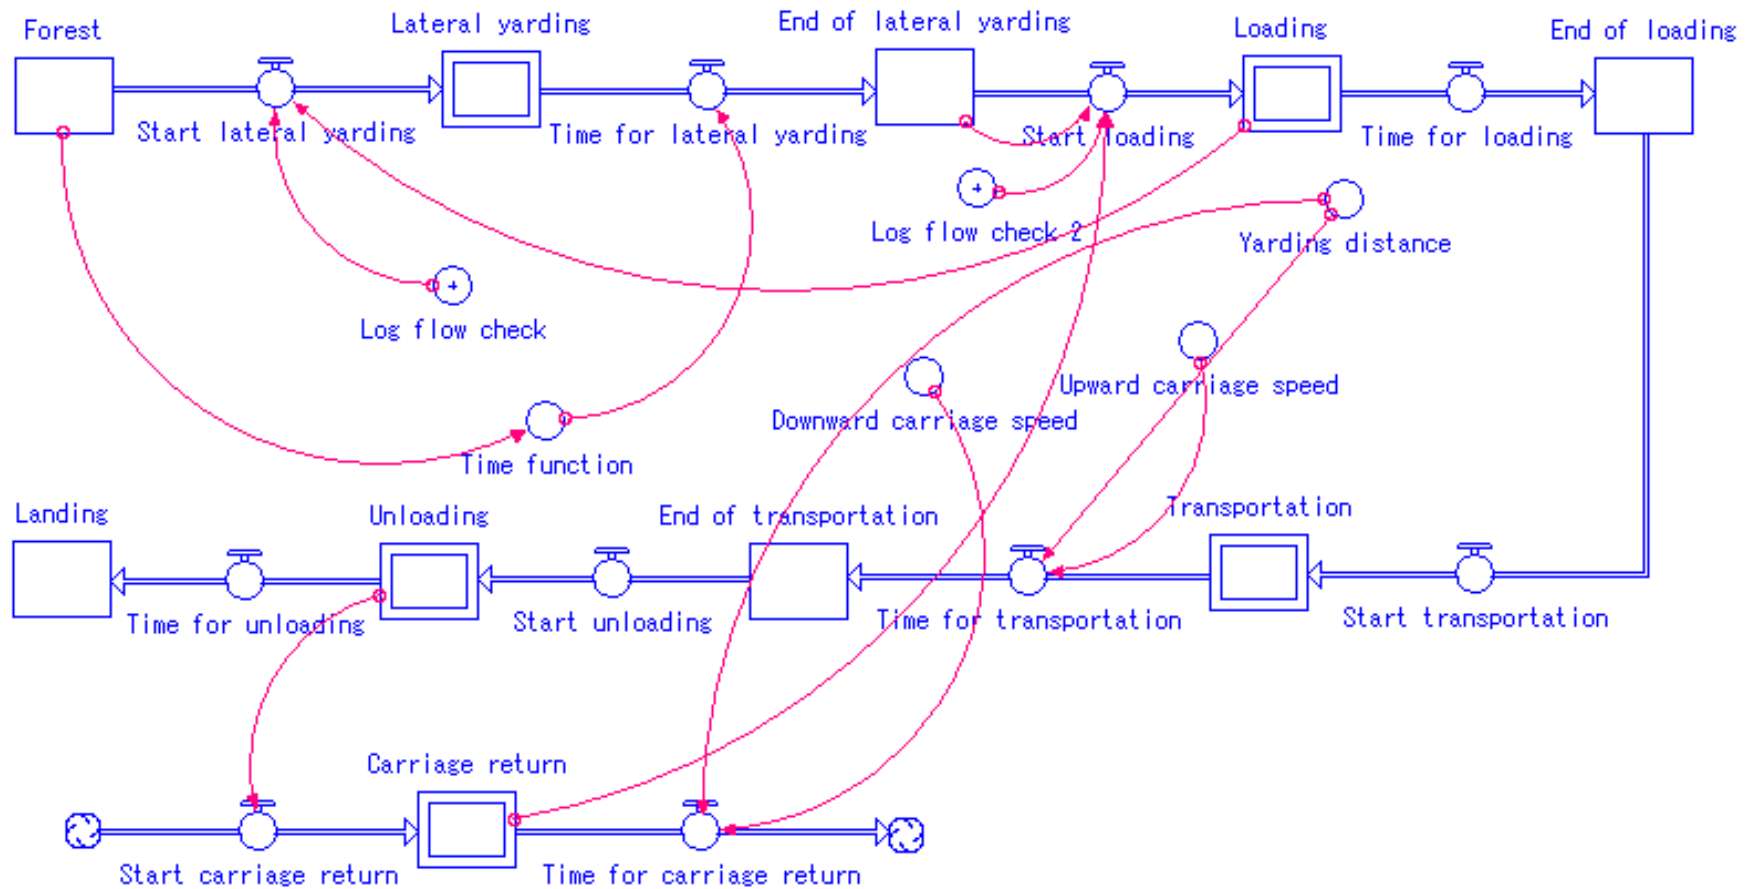 Forest
Lateral yarding
End of lateral yarding
Loading
End of loading
Start lateral yarding
Time for lateral yarding
Start loading
Time for loading
Log flow check 2
Yarding distance
Log flow check
Upward carriage speed
Downward carriage speed
Time function
Landing
Unloading
End of transportation
Transportation
Time for unloading
Start unloading
Time for transportation
Start transportation
Carriage return
Start carriage return
Time for carriage return